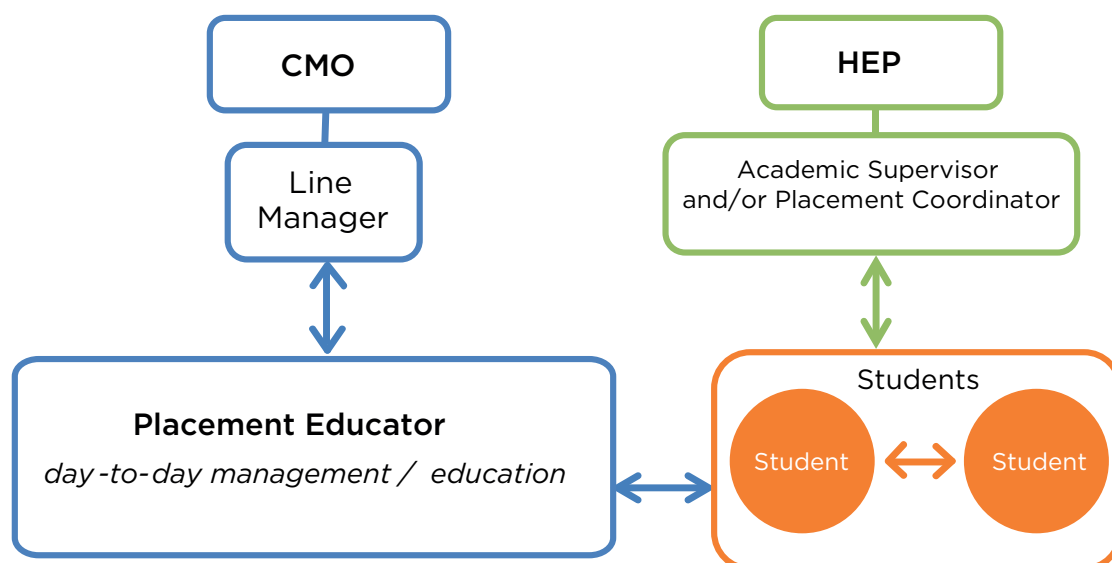 CMO
HEP
Line
Manager
Academic Supervisor
and/or Placement Coordinator
Placement Educator
day-to-day management / education
Students
Student
Student